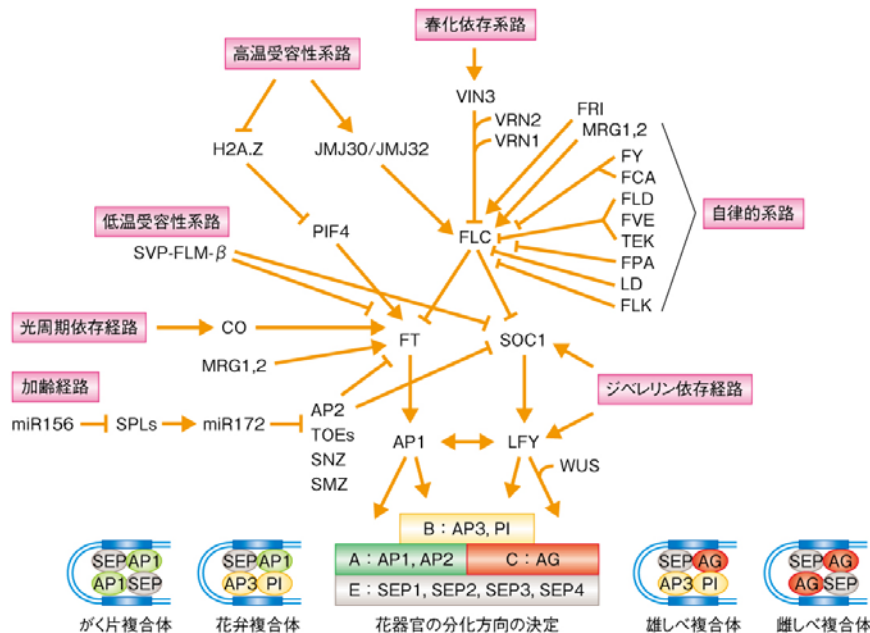 春化依存系路
高温受容性系路
VIN3
VRN2
VRN1
FRI
MRG1,2
H2A.Z
JMJ30/JMJ32
FY
FCA
FLD
FVE
TEK
FPA
LD
FLK
自律的系路
低温受容性系路
SVP-FLM-β
PIF4
FLC
光周期依存経路
CO
FT
SOC1
MRG1,2
加齢経路
ジベレリン依存経路
miR156
SPLs
miR172
AP2
TOEs
SNZ
SMZ
AP1
LFY
WUS
B：AP3, PI
A：AP1, AP2
C：AG
E：SEP1, SEP2, SEP3, SEP4
SEP AP1
AP1 SEP
がく片複合体
SEP AP1
AP3 PI
花弁複合体
花器官の分化方向の決定
SEP AG
AP3 PI
雄しべ複合体
SEP AG
AG SEP
雌しべ複合体